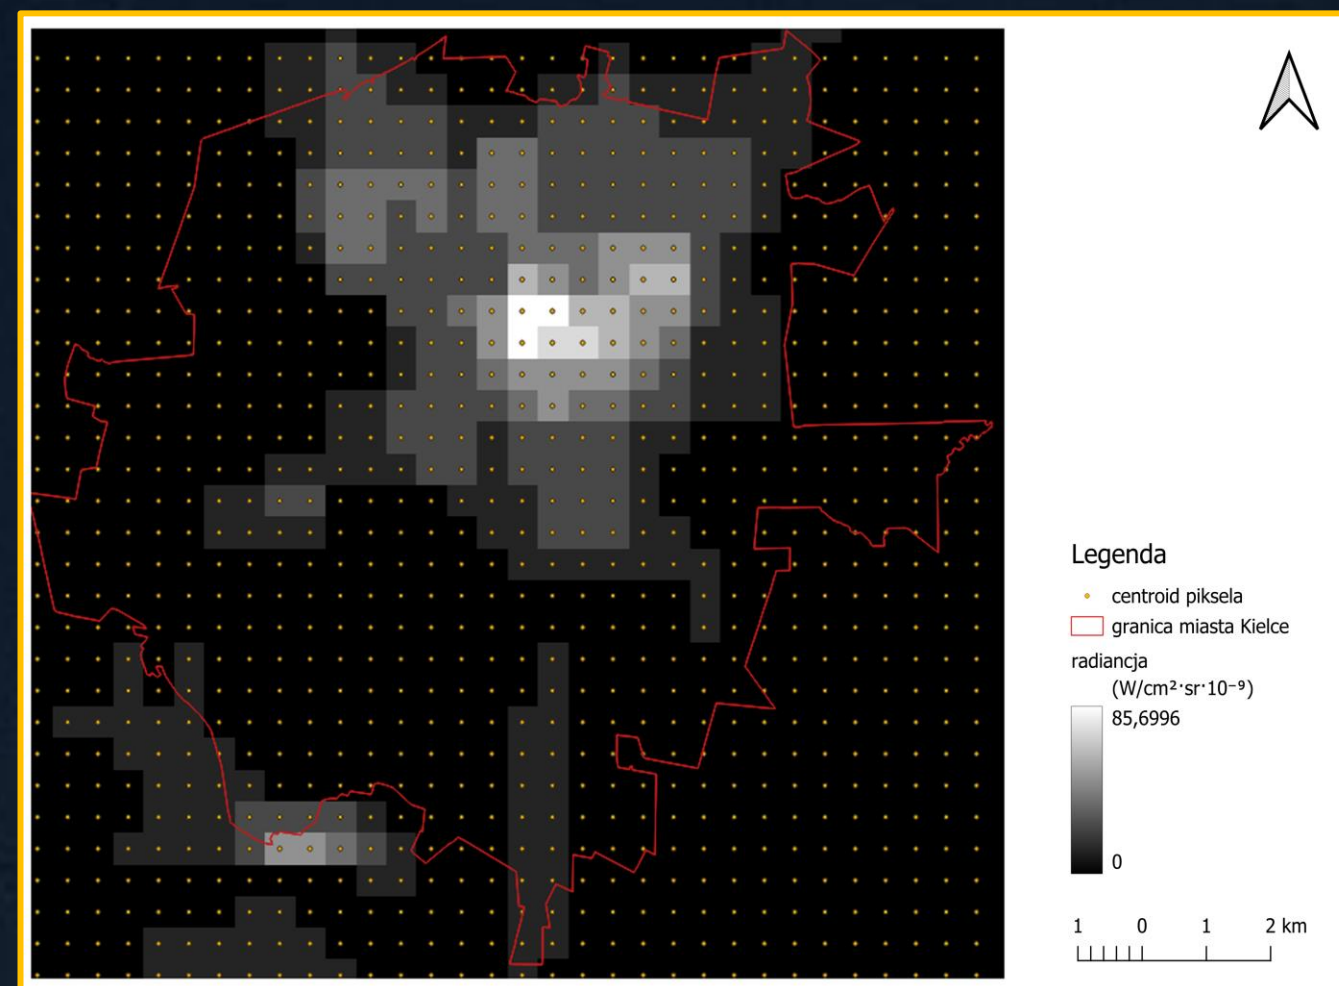 Legenda
centroid piksela
granica miasta Kielce
radiancja
(W/cm²·sr·10⁻⁹)
85,6996
0
1 0 1 2 km